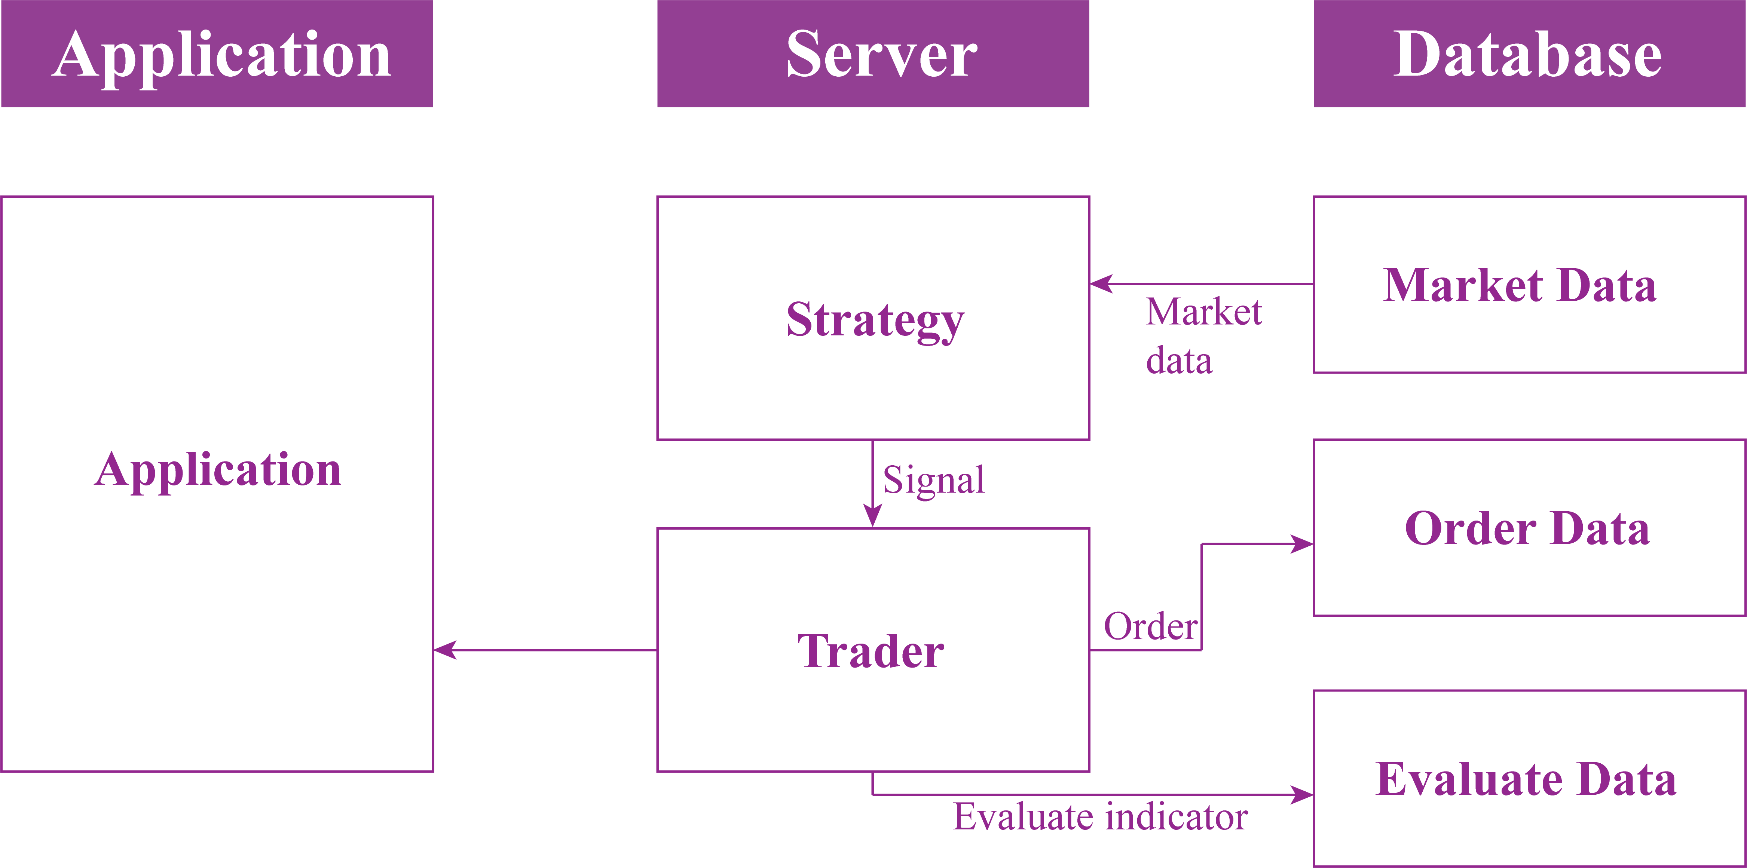 Application
Server
Database
Application
Strategy
Market Data
Market
data
Signal
Order Data
Trader
Order
Evaluate Data
Evaluate indicator